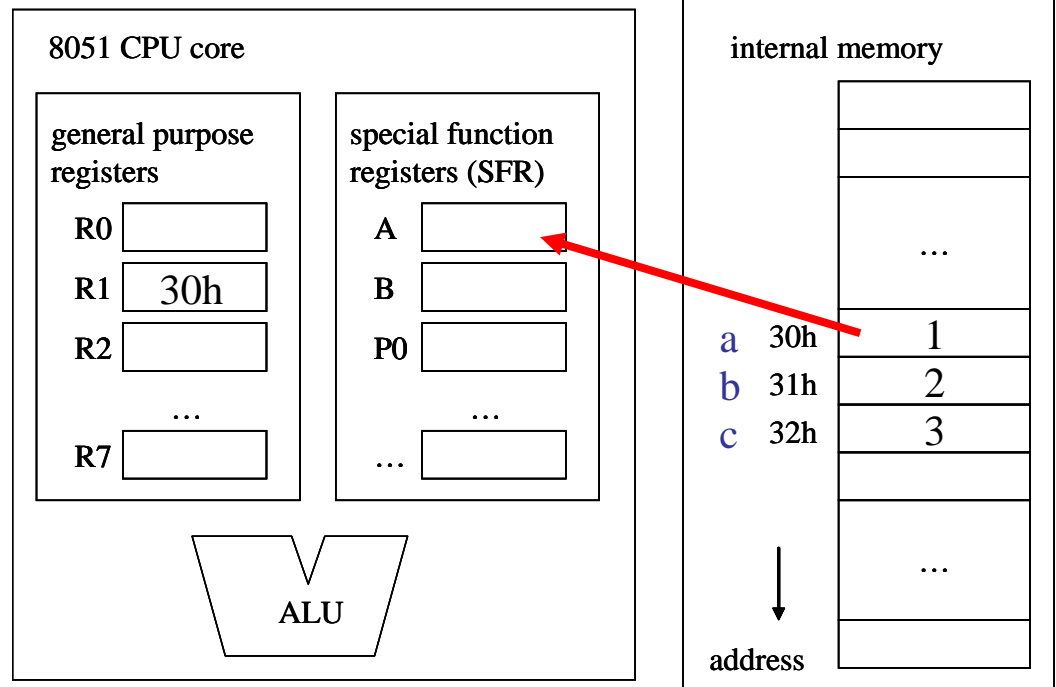 8051 CPU core
general purpose
registers
R0
R1 30h
R2
...
R7
special function
registers (SFR)
A
B
P0
...
...
ALU
internal memory
...
a 30h 1
b 31h 2
c 32h 3
...
address